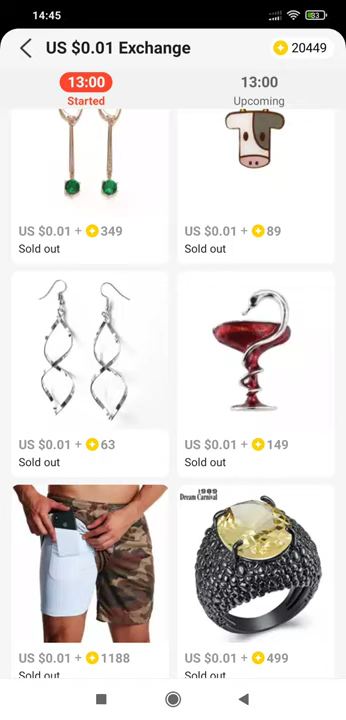 14:45
83
US $0.01 Exchange
20449
13:00
Started
13:00
Upcoming
US $0.01 + 349
Sold out
US $0.01 + 89
Sold out
US $0.01 + 63
Sold out
US $0.01 + 149
Sold out
1989
Dream Carnival
US $0.01 + 1188
Sold out
US $0.01 + 499
Sold out